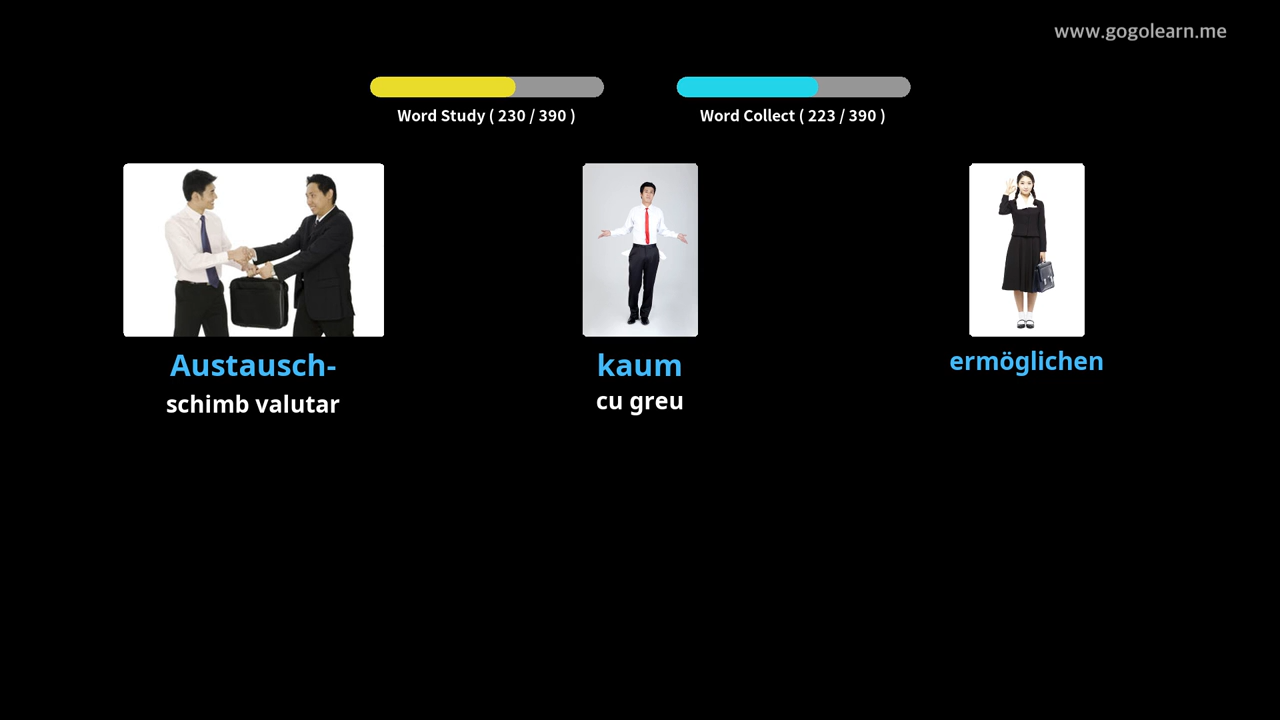 www.gogolearn.me
Word Study ( 230 / 390 )
Word Collect ( 223 / 390 )
Austausch-
schimb valutar
kaum
cu greu
ermöglichen